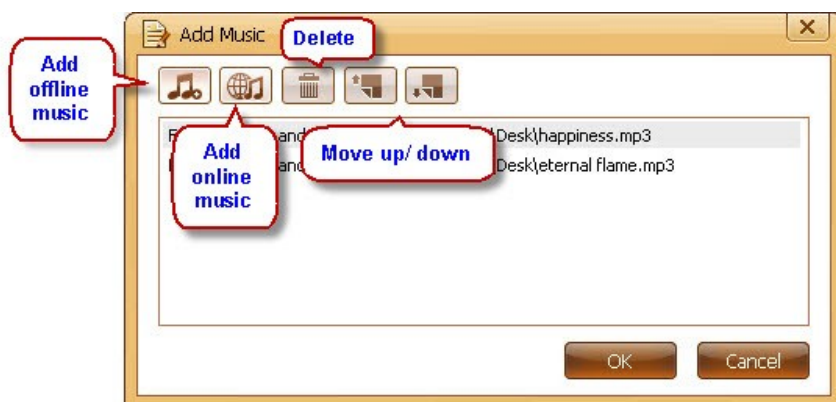 Add Music
Delete
Add
offline
music
and Desk\happiness.mp3
and Desk\eternal flame.mp3
Add
online
music
Move up/ down
OK
Cancel